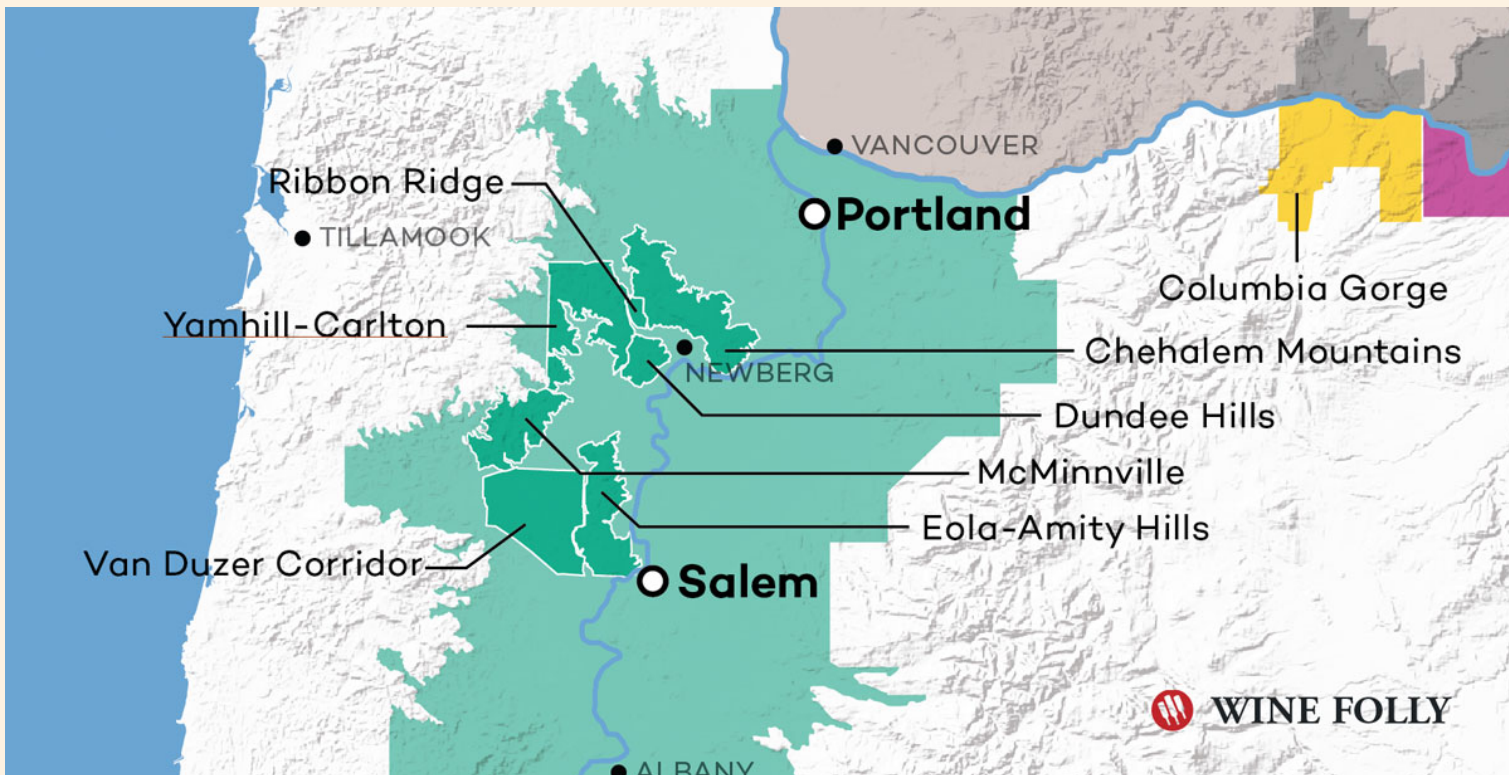 VANCOUVER
Ribbon Ridge
Portland
TILLAMOOK
Columbia Gorge
Yamhill-Carlton
Chehalem Mountains
NEWBERG
Dundee Hills
McMinnville
Eola-Amity Hills
Van Duzer Corridor
Salem
WINE FOLLY
ALBANY